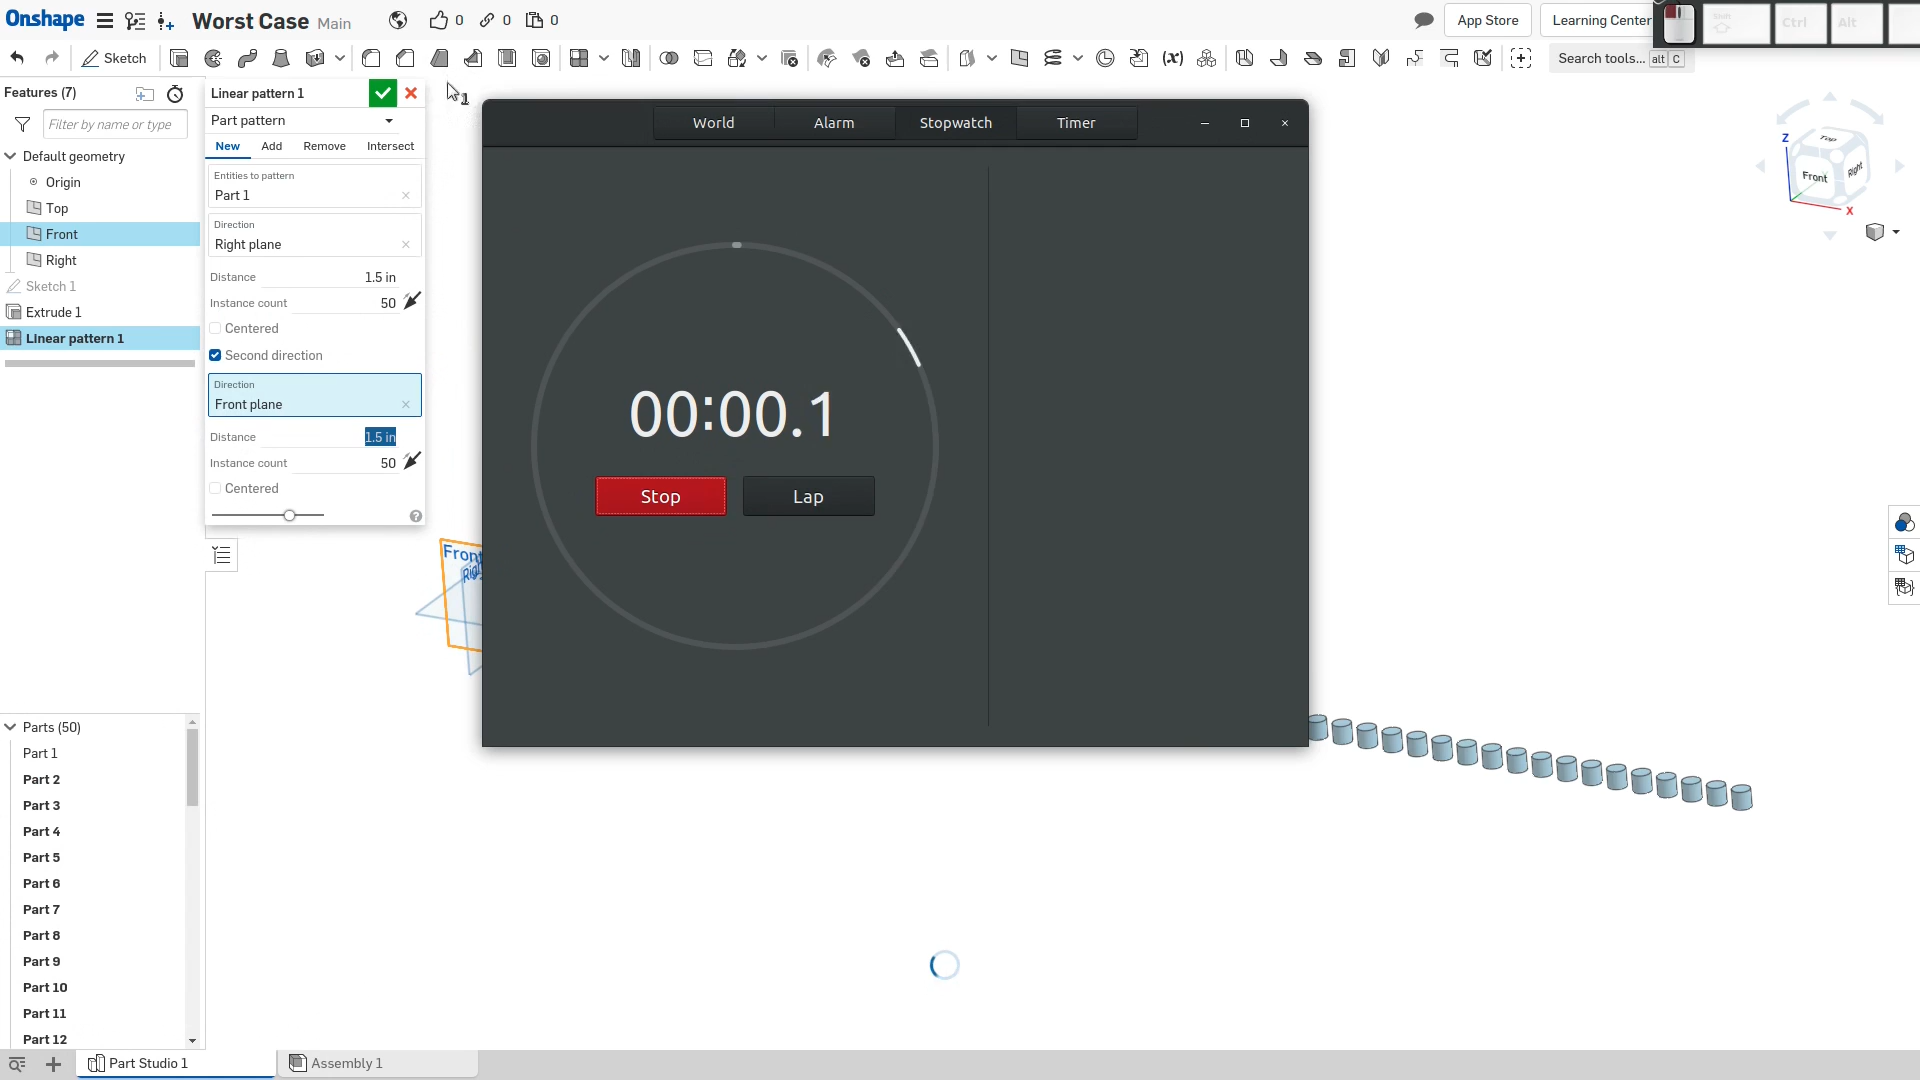 Onshape
Worst Case Main
0
0
0
App Store
Learning Center
Shift
Ctrl
Alt
Sketch
Search tools... alt C
Features (7)
Filter by name or type
Default geometry
Origin
Top
Front
Right
Sketch 1
Extrude 1
Linear pattern 1
Linear pattern 1
Part pattern
New Add Remove Intersect
Entities to pattern
Part 1
Direction
Right plane
Distance 1.5 in
Instance count 50
Centered
Second direction
Direction
Front plane
Distance 1.5 in
Instance count 50
Centered
World Alarm Stopwatch Timer
00:00.1
Stop Lap
Front
Top
Front
Right
Z
X
Parts (50)
Part 1
Part 2
Part 3
Part 4
Part 5
Part 6
Part 7
Part 8
Part 9
Part 10
Part 11
Part 12
Part Studio 1
Assembly 1